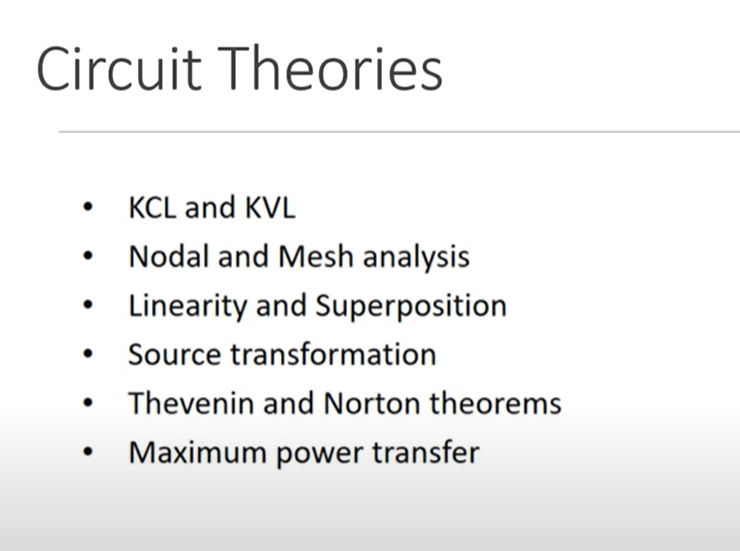 Circuit Theories
• KCL and KVL
• Nodal and Mesh analysis
• Linearity and Superposition
• Source transformation
• Thevenin and Norton theorems
• Maximum power transfer